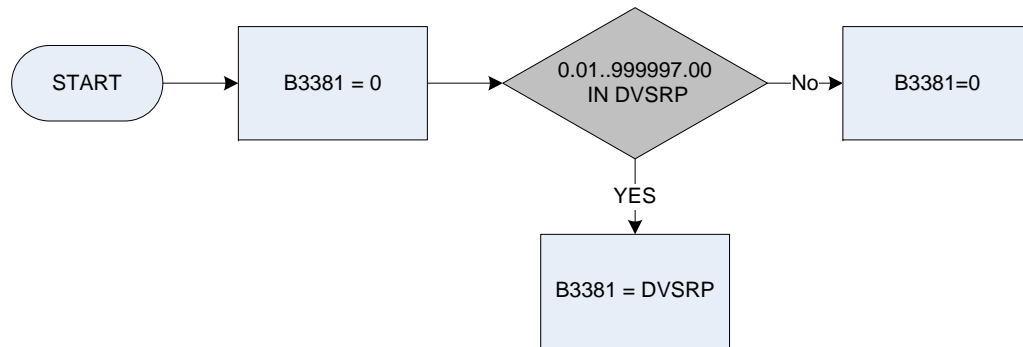 START
B3381 = 0
0.01..999997.00
IN DVSRP
No
B3381=0
YES
B3381 = DVSRP